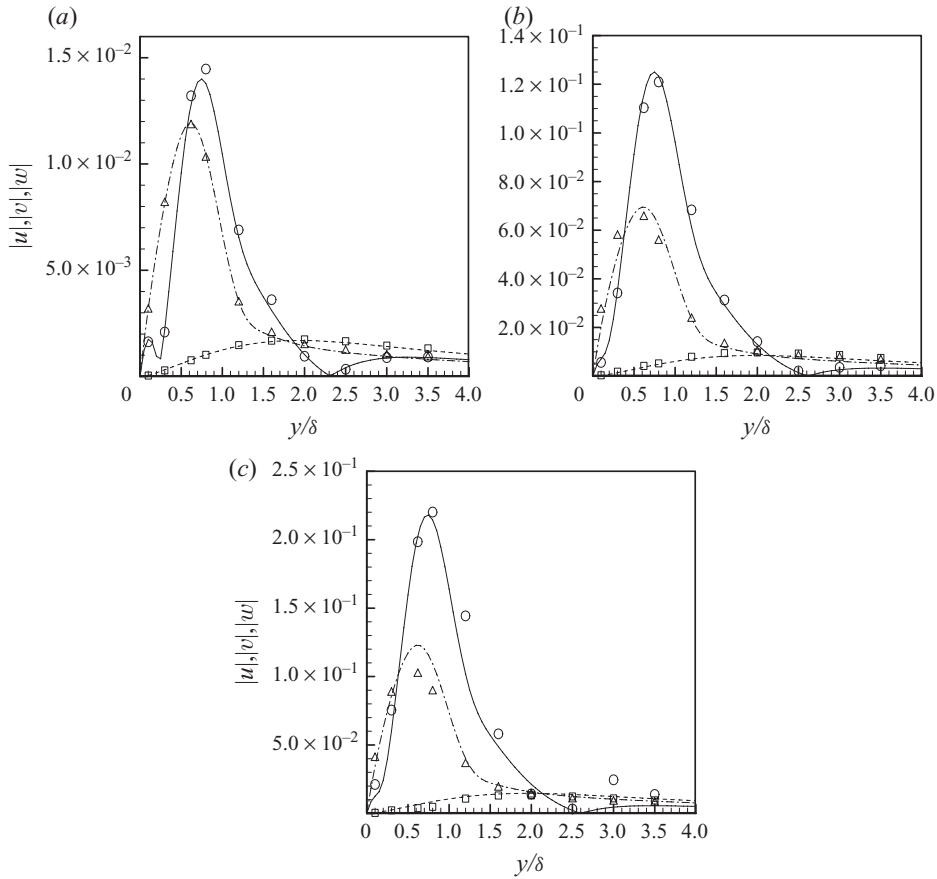 (a)
1.5 × 10⁻²
1.0 × 10⁻²
5.0 × 10⁻³
|u|,|v|,|w|
0 0.5 1.0 1.5 2.0 2.5 3.0 3.5 4.0
y/δ
(b)
1.4 × 10⁻¹
1.2 × 10⁻¹
1.0 × 10⁻¹
8.0 × 10⁻²
6.0 × 10⁻²
4.0 × 10⁻²
2.0 × 10⁻²
0 0.5 1.0 1.5 2.0 2.5 3.0 3.5 4.0
y/δ
(c)
2.5 × 10⁻¹
2.0 × 10⁻¹
1.5 × 10⁻¹
1.0 × 10⁻¹
5.0 × 10⁻²
|u|,|v|,|w|
0 0.5 1.0 1.5 2.0 2.5 3.0 3.5 4.0
y/δ